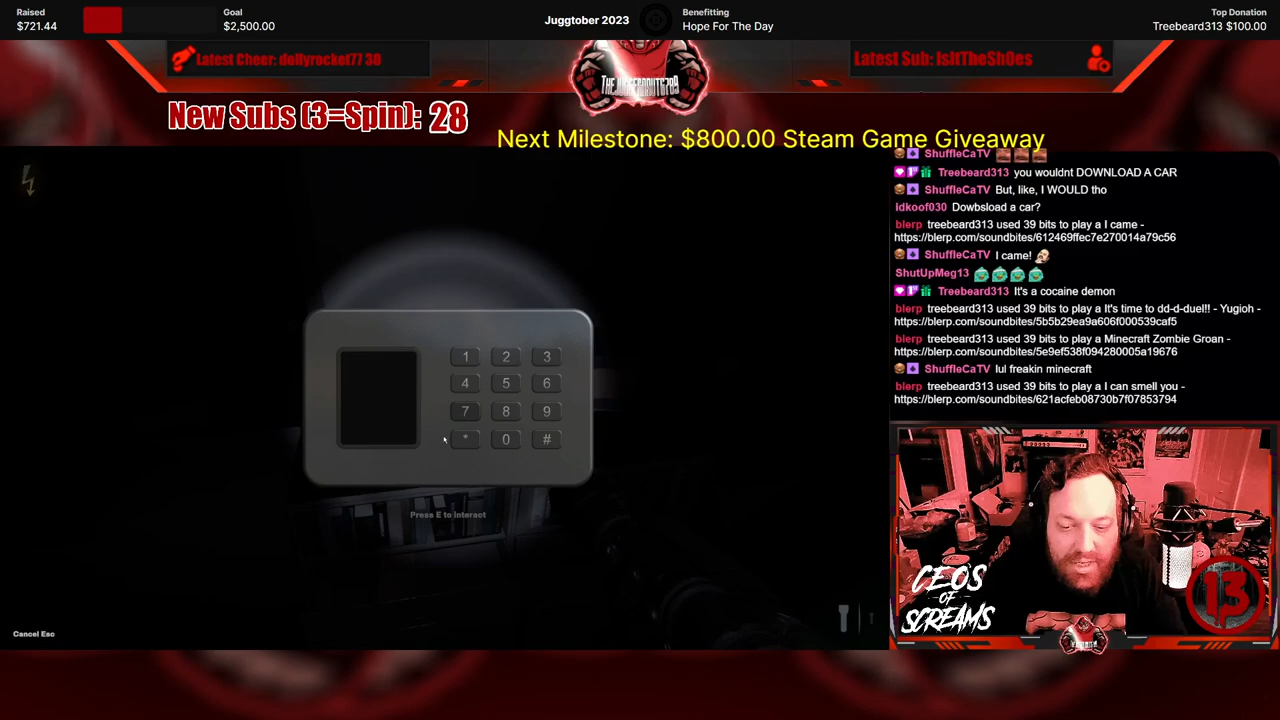 Raised
$721.44
Goal
$2,500.00
Juggtober 2023
Benefitting
Hope For The Day
Top Donation
Treebeard313 $100.00
Latest Cheer: dollyrocket77 30
THEJUGGERNAUT6789
Latest Sub: IsItTheSh0es
New Subs (3=Spin): 28
Next Milestone: $800.00 Steam Game Giveaway
ShuffleCaTV
Treebeard313 you wouldnt DOWNLOAD A CAR
ShuffleCaTV But, like, I WOULD tho
idkoof030 Dowbsload a car?
blerp treebeard313 used 39 bits to play a I came -
https://blerp.com/soundbites/612469ffec7e270014a79c56
ShuffleCaTV I came!
ShutUpMeg13
Treebeard313 It's a cocaine demon
blerp treebeard313 used 39 bits to play a It's time to dd-d-duel!! - Yugioh -
https://blerp.com/soundbites/5b5b29ea9a606f000539caf5
blerp treebeard313 used 39 bits to play a Minecraft Zombie Groan -
https://blerp.com/soundbites/5e9ef538f094280005a19676
ShuffleCaTV lul freakin minecraft
blerp treebeard313 used 39 bits to play a I can smell you -
https://blerp.com/soundbites/621acfeb08730b7f07853794
1 2 3
4 5 6
7 8 9
* 0 #
Press E to Interact
Cancel Esc
CEOS
OF
SCREAMS
13